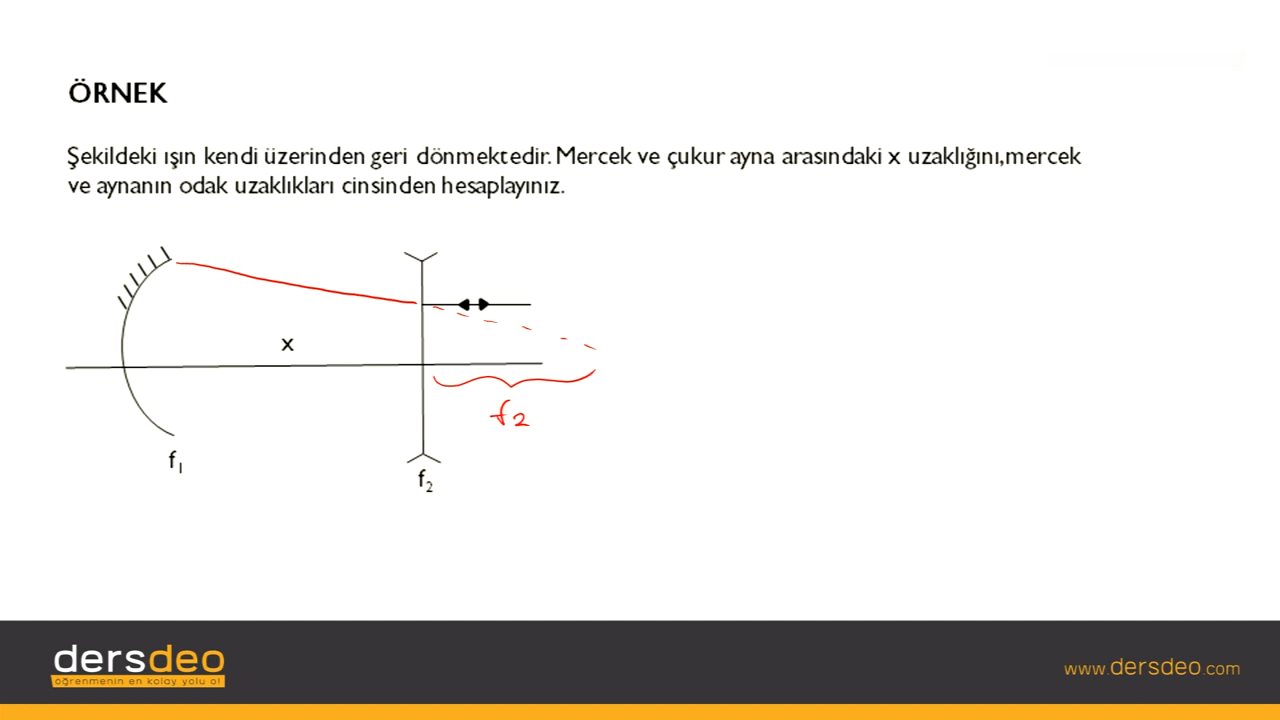 ÖRNEK
Şekildeki ışın kendi üzerinden geri dönmektedir. Mercek ve çukur ayna arasındaki x uzaklığını,mercek
ve aynanın odak uzaklıkları cinsinden hesaplayınız.
x
f2
f1
f2
dersdeo
öğrenmenin en kolay yolu o!
www.dersdeo.com